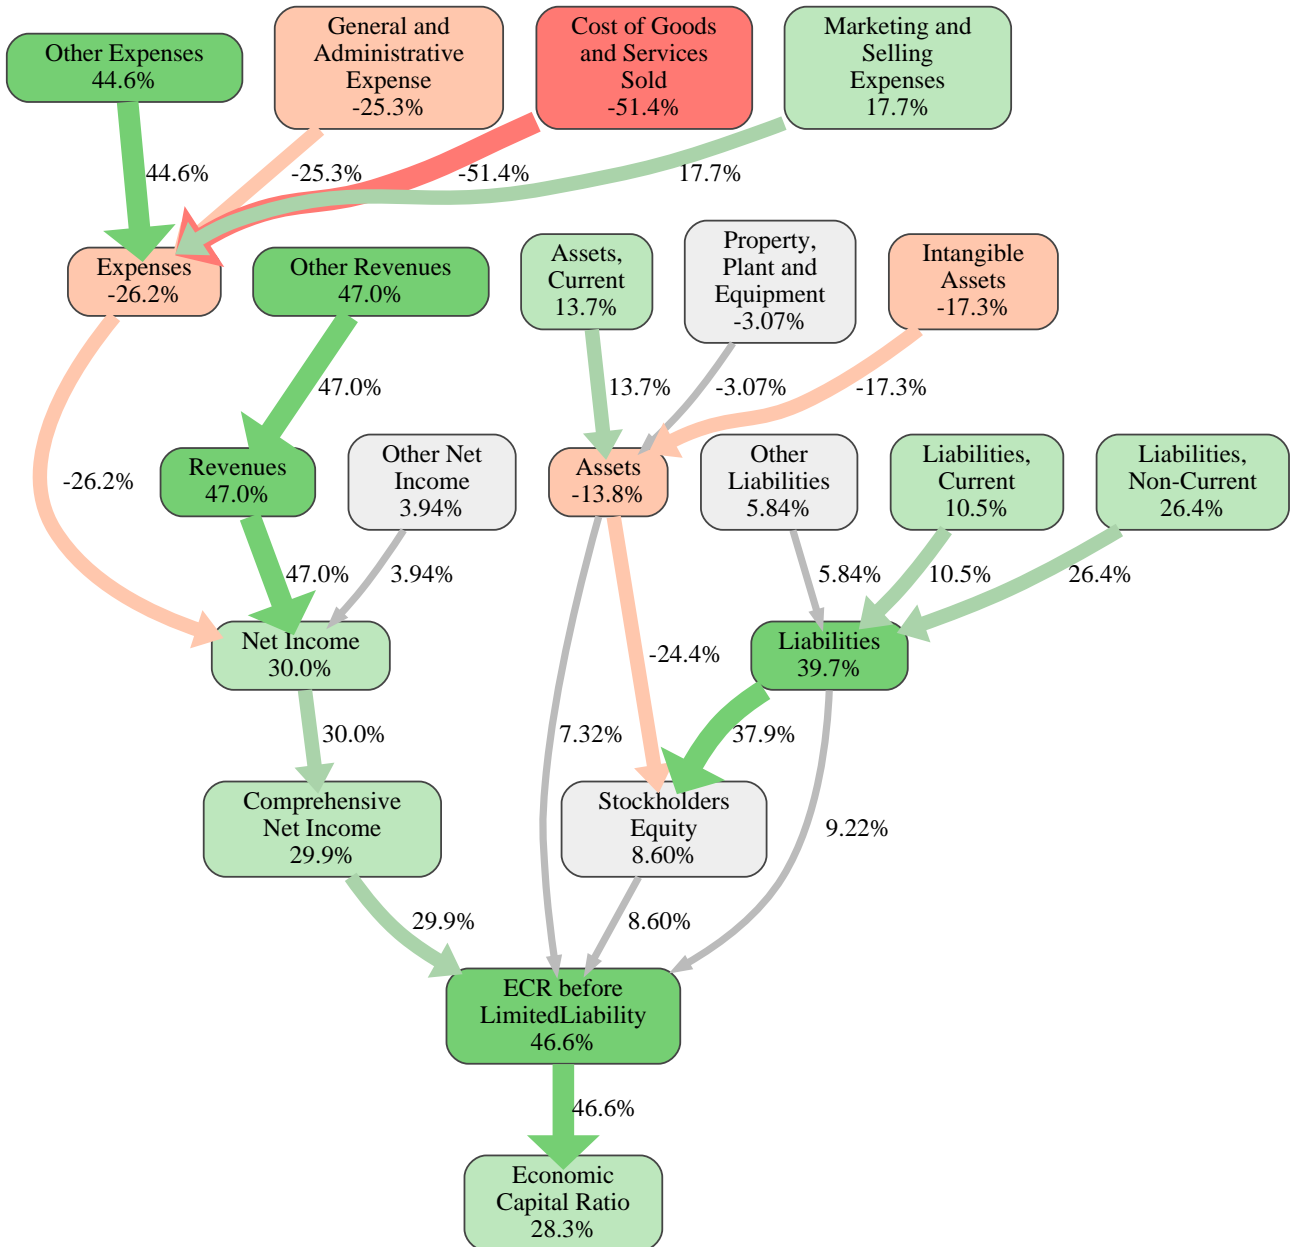 Other Expenses
44.6%
General and
Administrative
Expense
-25.3%
Cost of Goods
and Services
Sold
-51.4%
Marketing and
Selling
Expenses
17.7%
44.6%
-25.3%
-51.4%
17.7%
Expenses
-26.2%
Other Revenues
47.0%
Assets,
Current
13.7%
Property,
Plant and
Equipment
-3.07%
Intangible
Assets
-17.3%
47.0%
13.7%
-3.07%
-17.3%
-26.2%
Revenues
47.0%
Other Net
Income
3.94%
Assets
-13.8%
Other
Liabilities
5.84%
Liabilities,
Current
10.5%
Liabilities,
Non-Current
26.4%
47.0%
3.94%
5.84%
10.5%
26.4%
Net Income
30.0%
-24.4%
Liabilities
39.7%
30.0%
7.32%
37.9%
Comprehensive
Net Income
29.9%
Stockholders
Equity
8.60%
9.22%
29.9%
8.60%
ECR before
LimitedLiability
46.6%
46.6%
Economic
Capital Ratio
28.3%